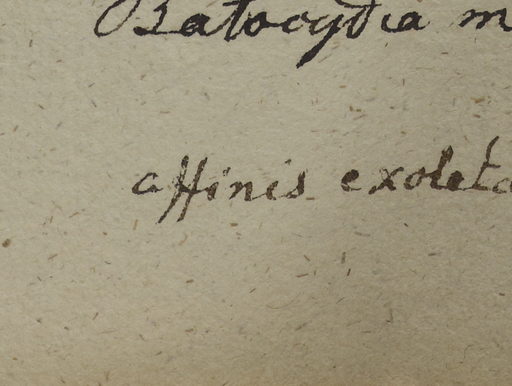 Batocydia m
affinis exoleta